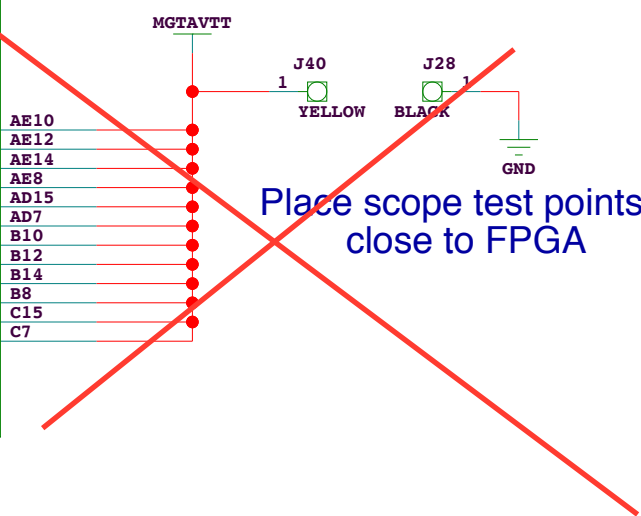 MGTAVTT
J40
J28
1
1
YELLOW
BLACK
AE10
AE12
AE14
AE8
AD15
AD7
B10
B12
B14
B8
C15
C7
GND
Place scope test points
close to FPGA